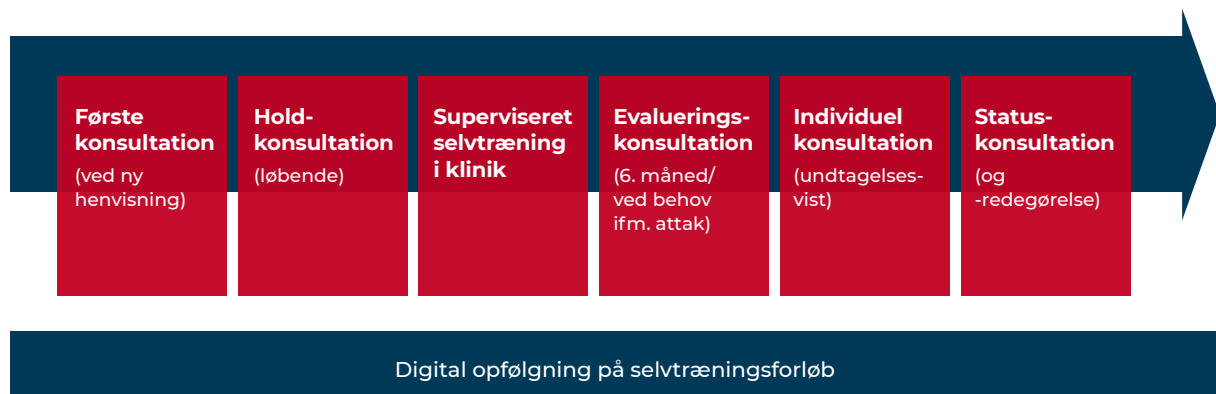 Første
konsultation
(ved ny
henvisning)
Hold-
konsultation
(løbende)
Superviseret
selvtræning
i klinik
Evaluerings-
konsultation
(6. måned/
ved behov
ifm. attak)
Individuel
konsultation
(undtagelses-
vist)
Status-
konsultation
(og
-redegørelse)
Digital opfølgning på selvtræningsforløb